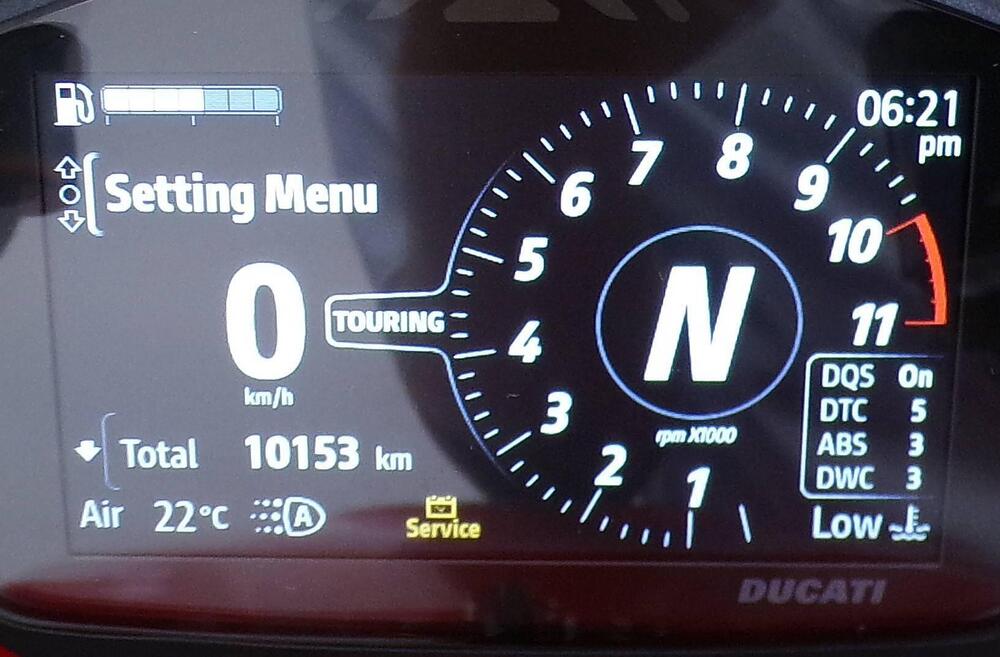 06:21
pm
Setting Menu
7
8
6
9
5
10
0
TOURING
N
11
4
km/h
DQS On
DTC 5
ABS 3
DWC 3
3
rpm X1000
Total 10153 km
2
1
Air 22°C
A
Service
Low
DUCATI